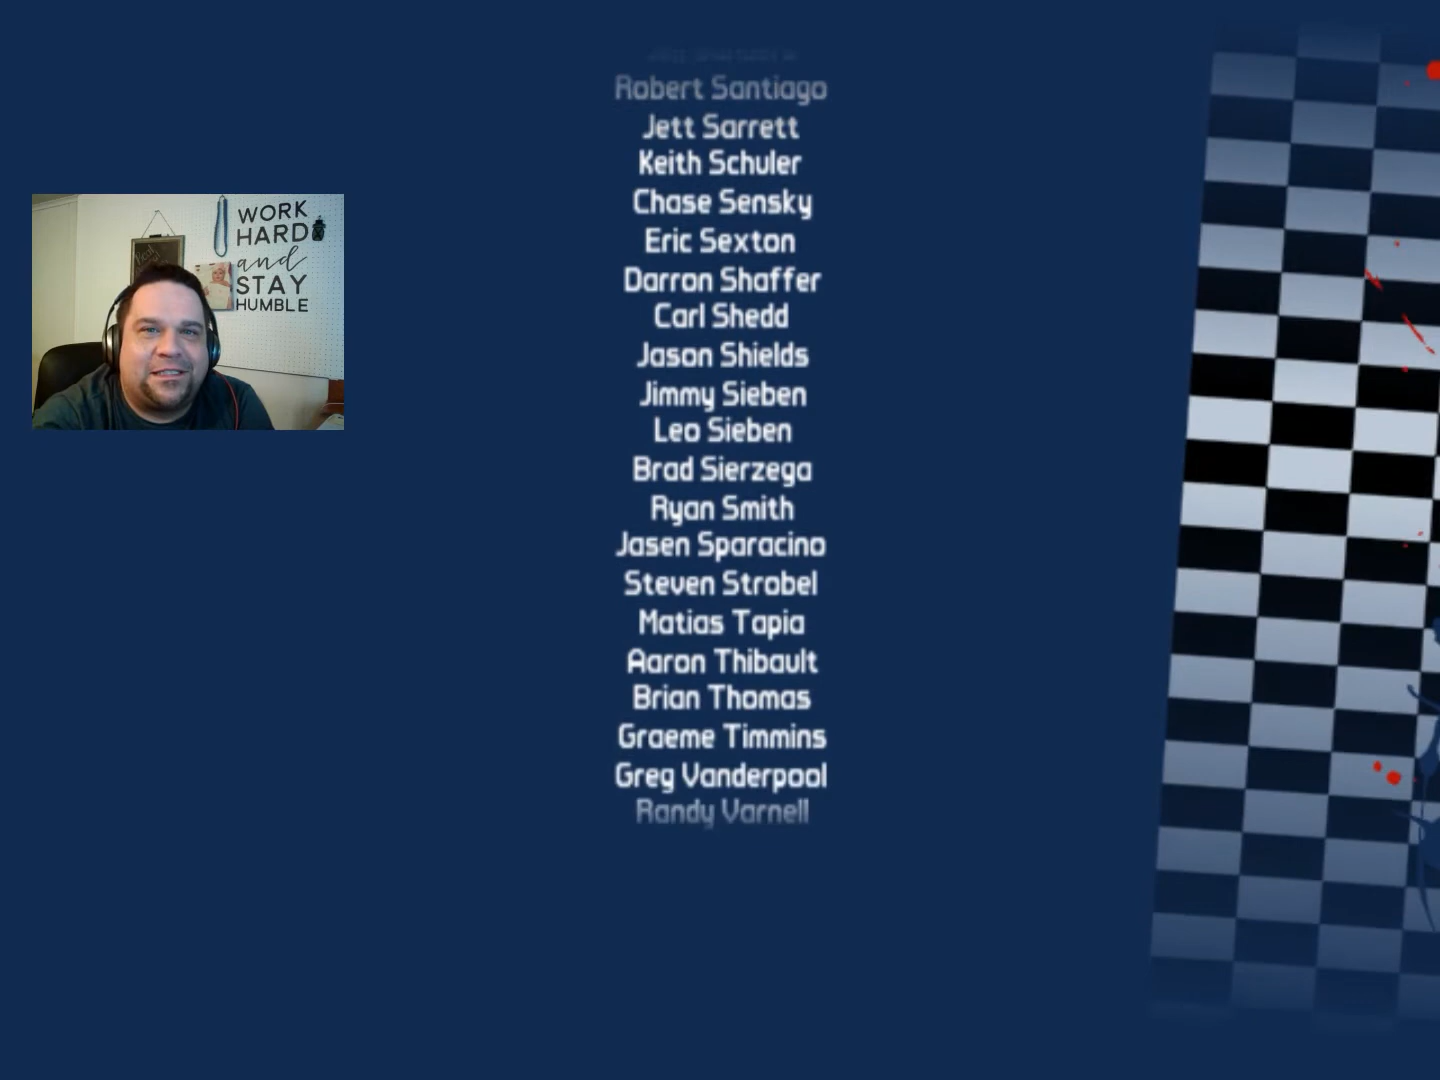 WORK
HARD
and
STAY
HUMBLE
Robert Santiago
Jett Sarrett
Keith Schuler
Chase Sensky
Eric Sexton
Darron Shaffer
Carl Shedd
Jason Shields
Jimmy Sieben
Leo Sieben
Brad Sierzega
Ryan Smith
Jasen Sparacino
Steven Strobel
Matias Tapia
Aaron Thibault
Brian Thomas
Graeme Timmins
Greg Vanderpool
Randy Varnell